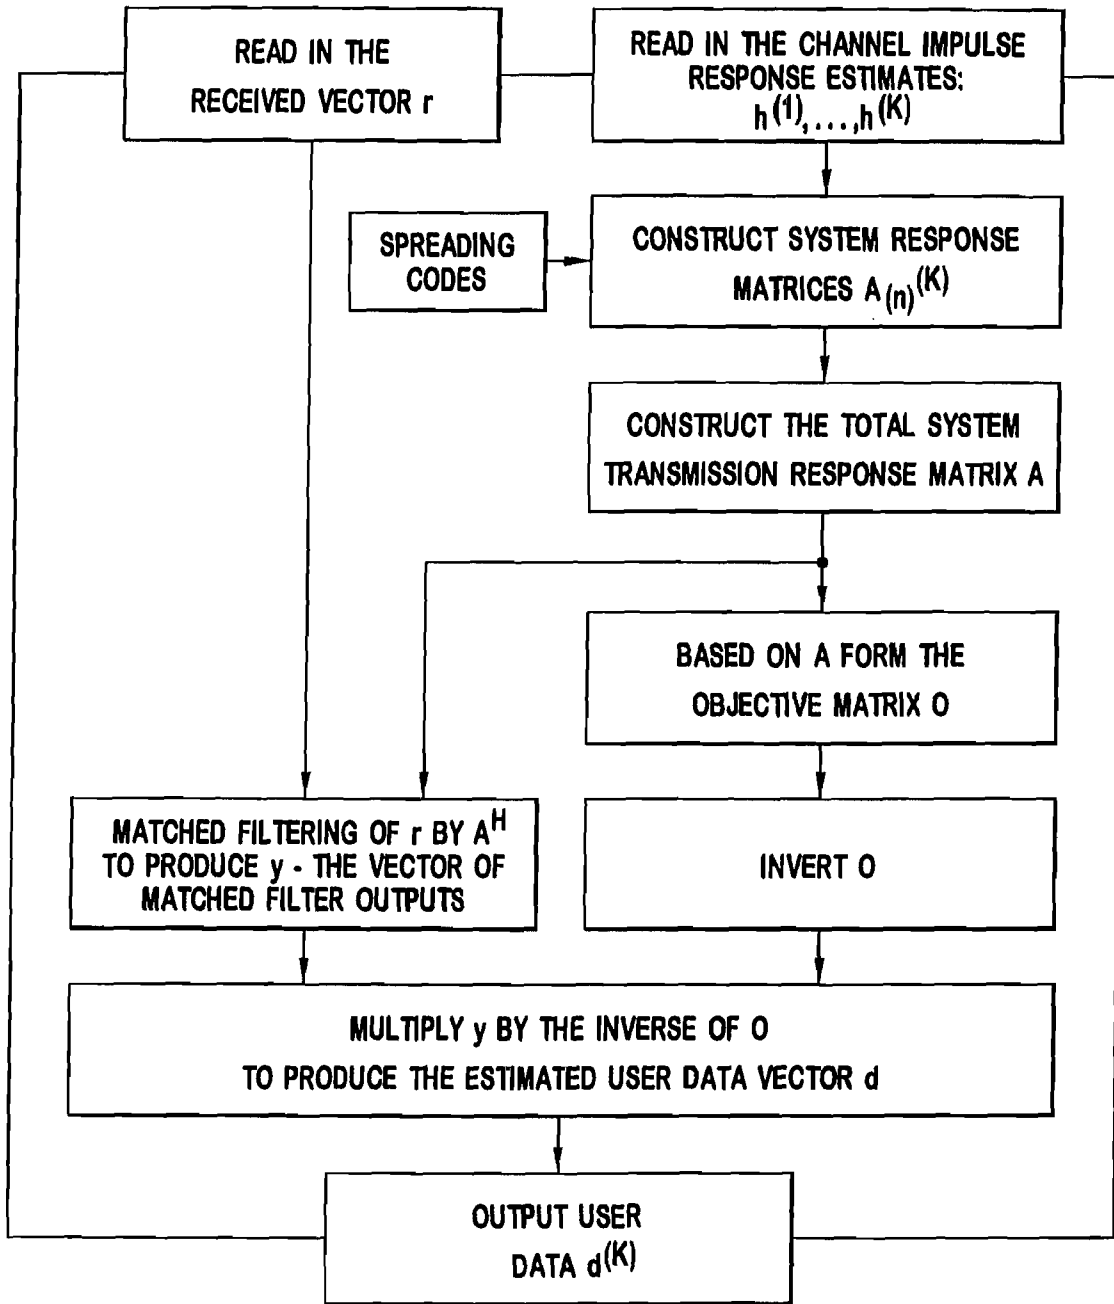 READ IN THE
RECEIVED VECTOR r
READ IN THE CHANNEL IMPULSE
RESPONSE ESTIMATES:
h(1),...,h(K)
SPREADING
CODES
CONSTRUCT SYSTEM RESPONSE
MATRICES A(n)(K)
CONSTRUCT THE TOTAL SYSTEM
TRANSMISSION RESPONSE MATRIX A
BASED ON A FORM THE
OBJECTIVE MATRIX O
MATCHED FILTERING OF r BY AH
TO PRODUCE y - THE VECTOR OF
MATCHED FILTER OUTPUTS
INVERT O
MULTIPLY y BY THE INVERSE OF O
TO PRODUCE THE ESTIMATED USER DATA VECTOR d
OUTPUT USER
DATA d(K)